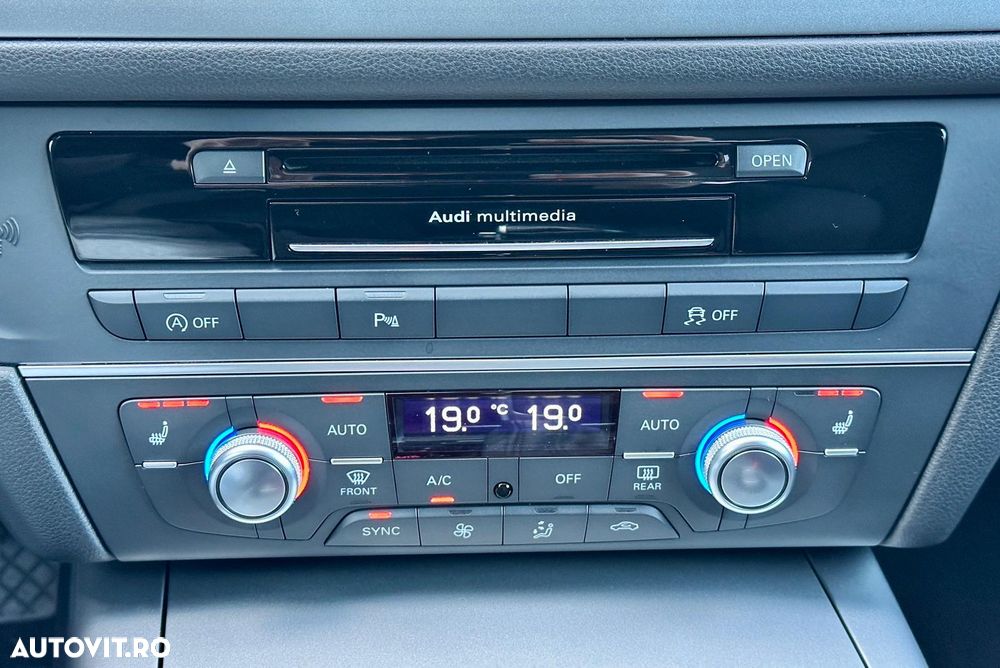 OPEN
Audi multimedia
A OFF
P
OFF
19.0 °C 19.0
AUTO
AUTO
FRONT
A/C
OFF
REAR
SYNC
AUTOVIT.RO